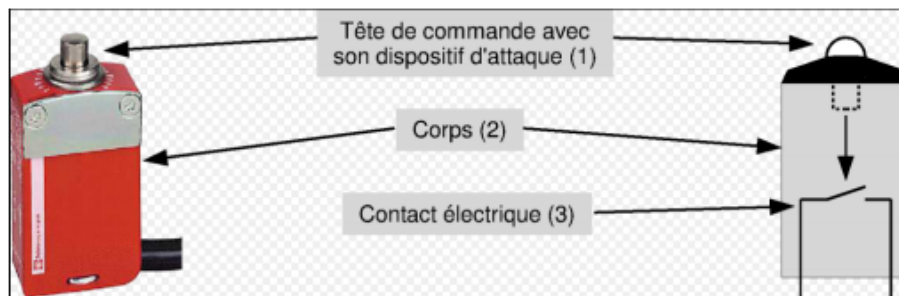 Tête de commande avec
son dispositif d'attaque (1)
Corps (2)
Contact électrique (3)